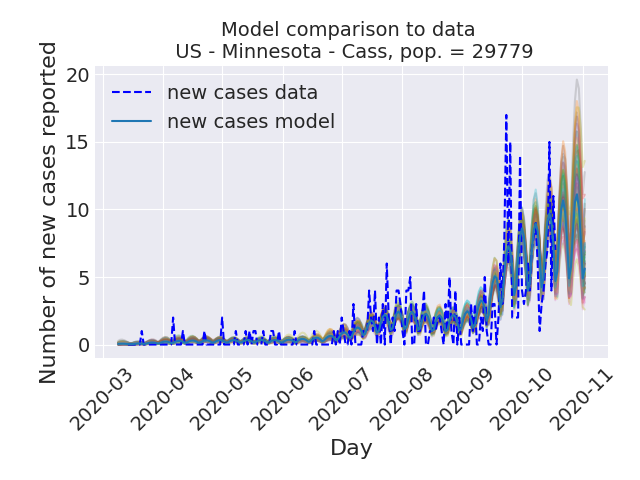 Model comparison to data
US - Minnesota - Cass, pop. = 29779
Number of new cases reported
20
15
10
5
0
new cases data
new cases model
2020-03
2020-04
2020-05
2020-06
2020-07
2020-08
2020-09
2020-10
2020-11
Day